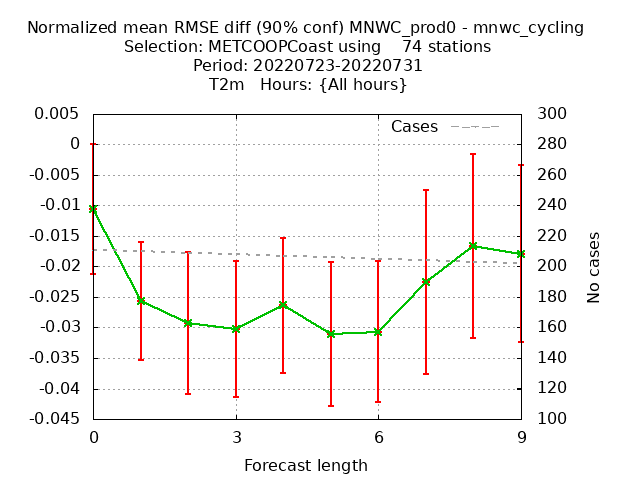 Normalized mean RMSE diff (90% conf) MNWC_prod0 - mnwc_cycling
Selection: METCOOPCoast using    74 stations
Period: 20220723-20220731
T2m   Hours: {All hours}
0.005 300
Cases
0 280
-0.005 260
-0.01 240
-0.015 220
-0.02 200
-0.025 180
-0.03 160
-0.035 140
-0.04 120
-0.045 100
No cases
0 3 6 9
Forecast length